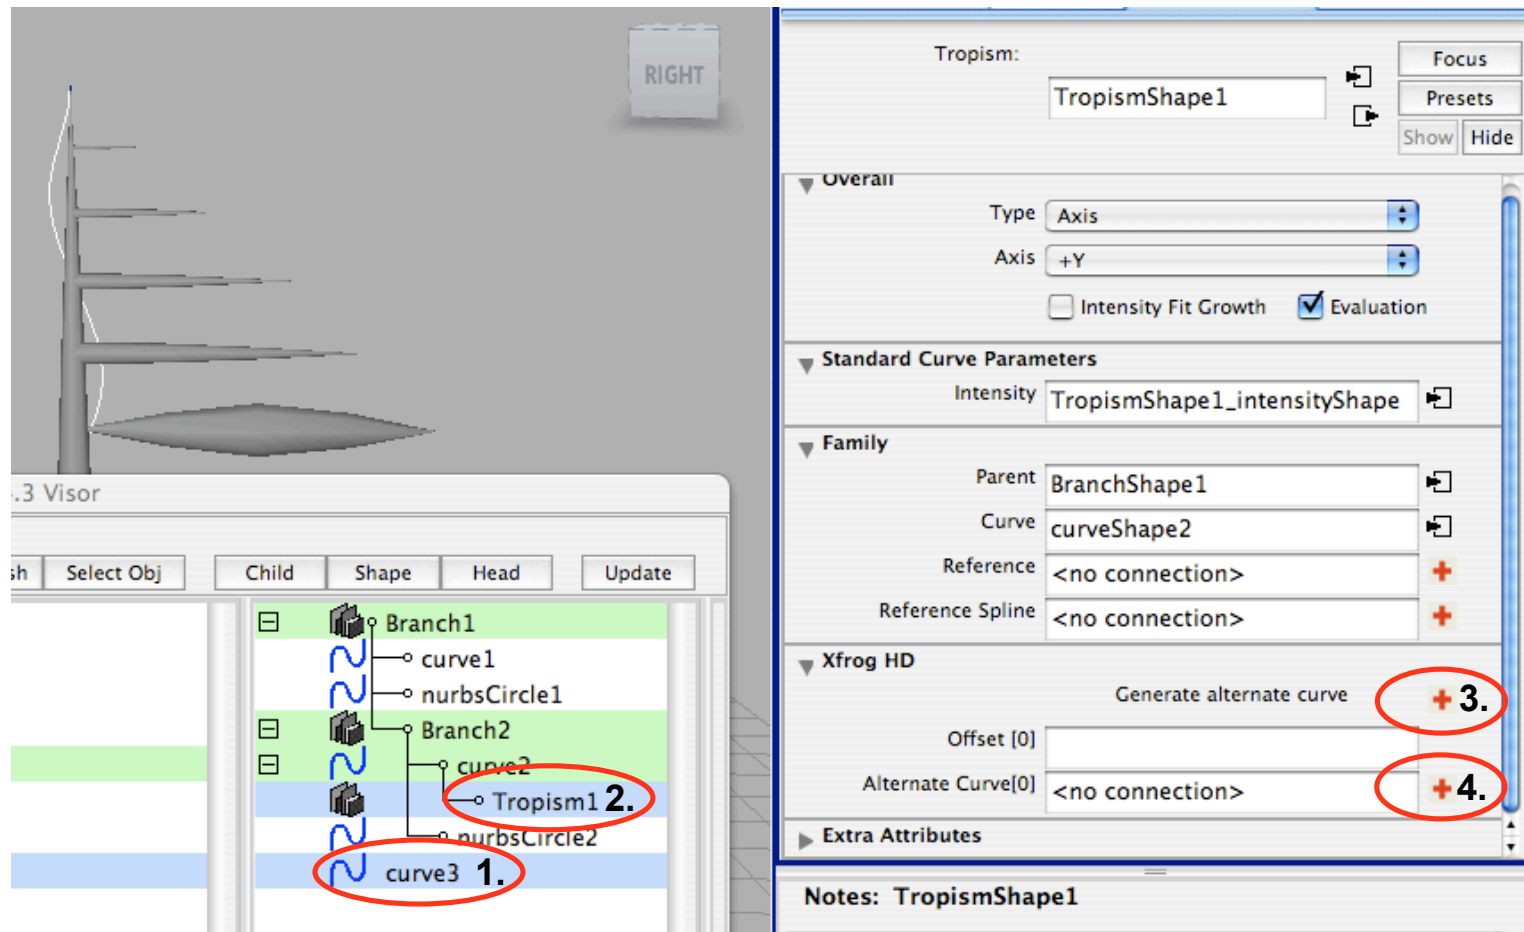 RIGHT
Tropism:
TropismShape1
Focus
Presets
Show Hide
Overall
Type Axis
Axis +Y
Intensity Fit Growth Evaluation
Standard Curve Parameters
Intensity TropismShape1_intensityShape
Family
Parent BranchShape1
Curve curveShape2
Reference <no connection>
Reference Spline <no connection>
Xfrog HD
Generate alternate curve 3.
Offset [0]
Alternate Curve[0] <no connection> 4.
Extra Attributes
Notes: TropismShape1
.3 Visor
sh Select Obj Child Shape Head Update
Branch1
curve1
nurbsCircle1
Branch2
curve2
Tropism1 2.
nurbsCircle2
curve3 1.